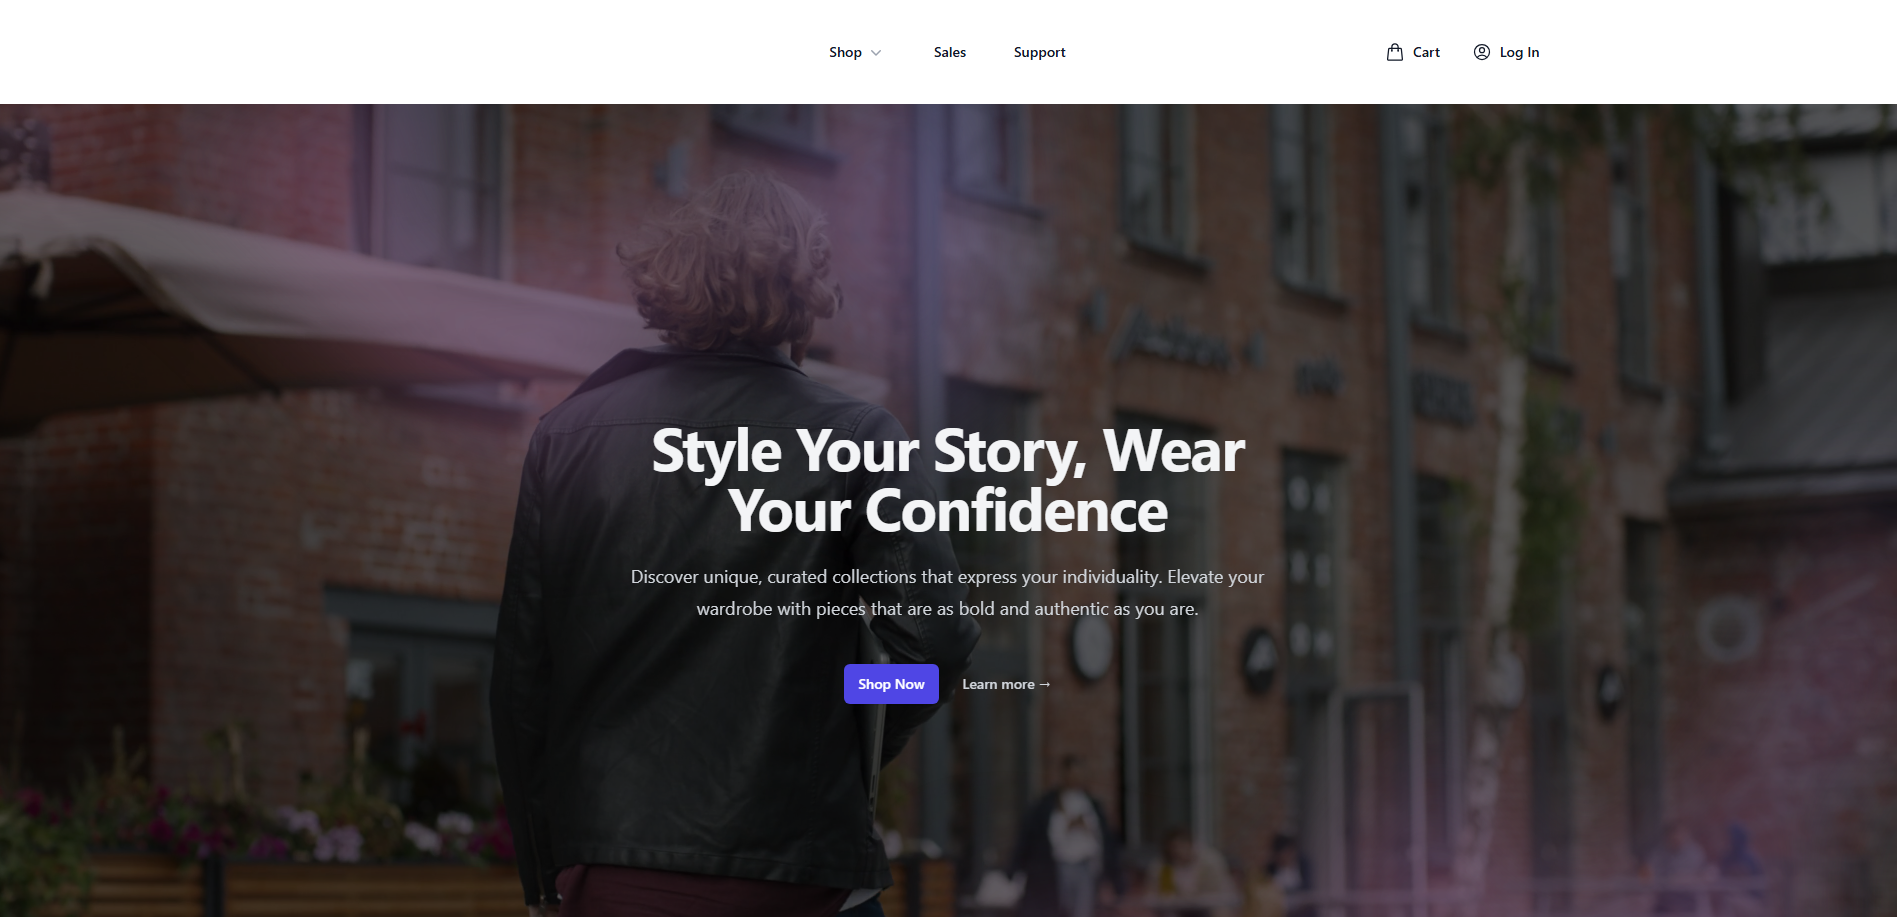 Shop
Sales
Support
Cart
Log In
Style Your Story, Wear
Your Confidence
Discover unique, curated collections that express your individuality. Elevate your
wardrobe with pieces that are as bold and authentic as you are.
Shop Now
Learn more →